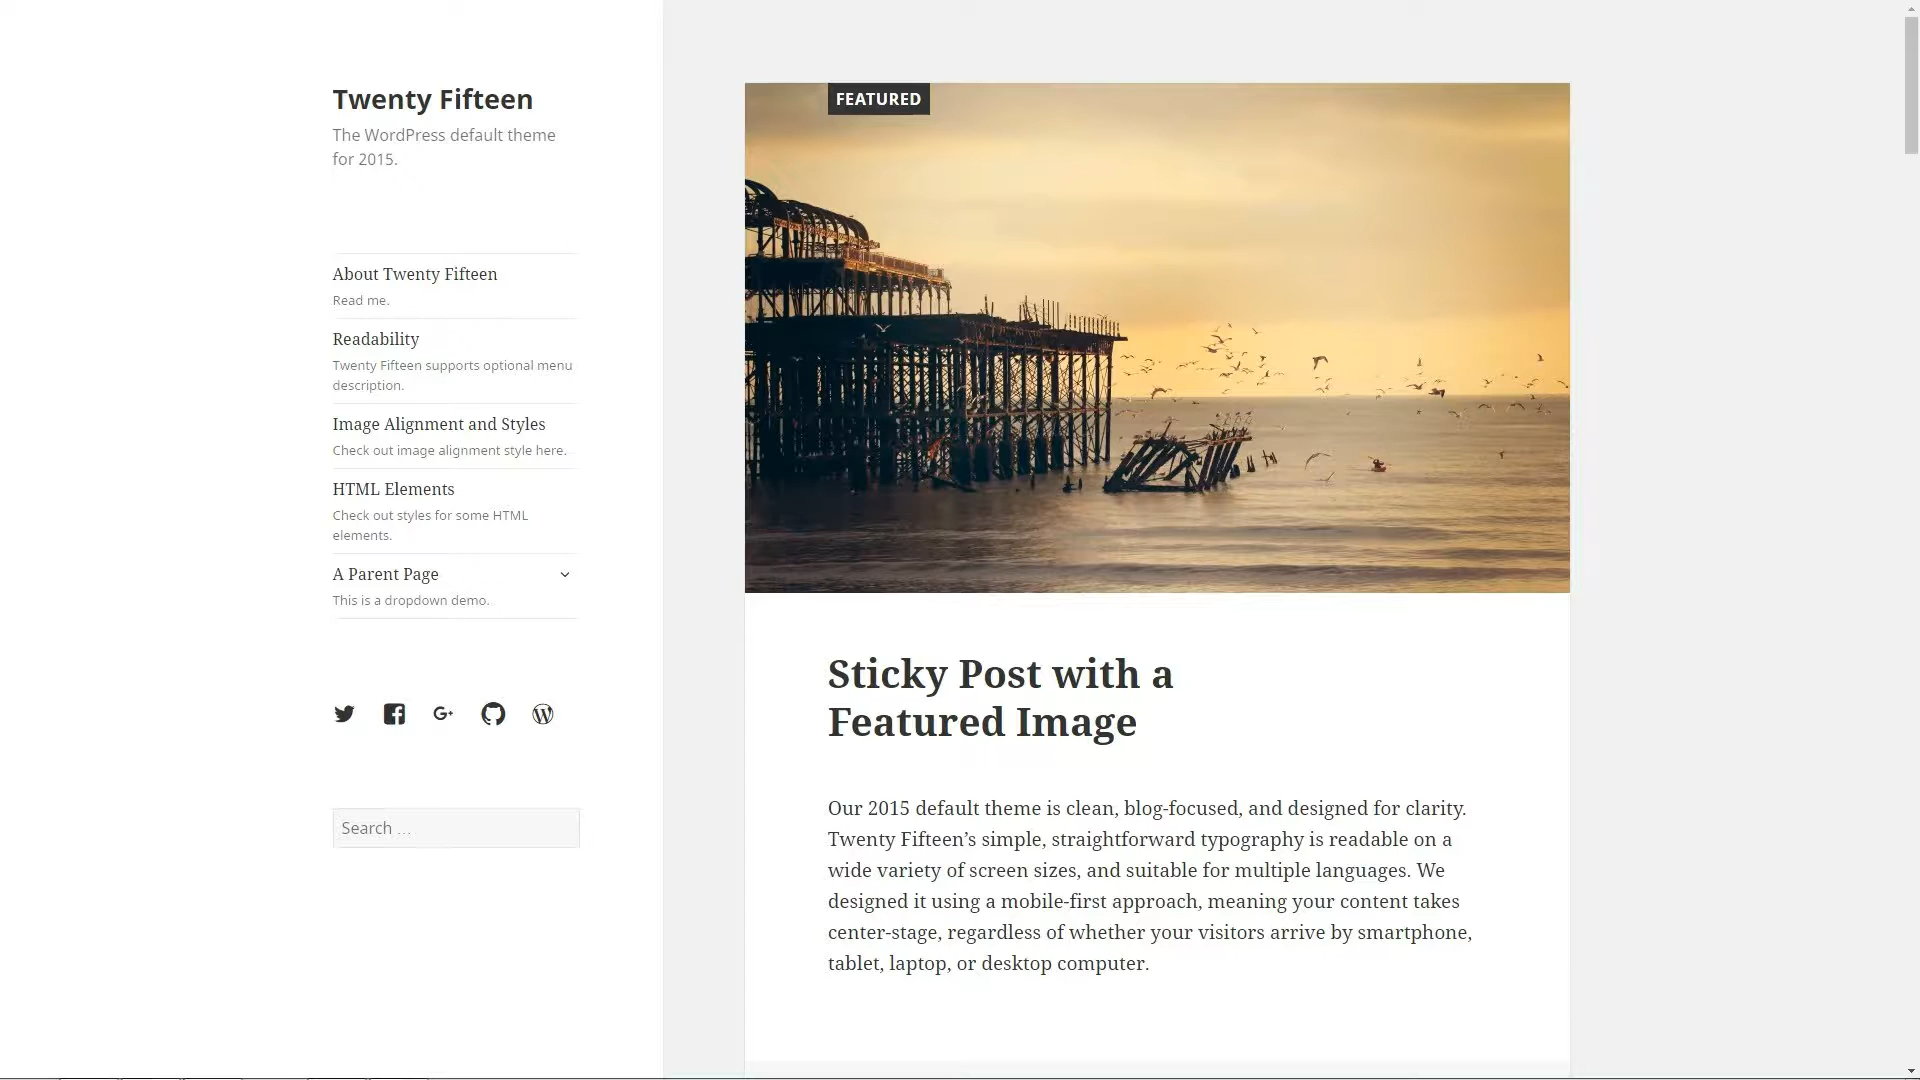 Twenty Fifteen
The WordPress default theme
for 2015.
About Twenty Fifteen
Read me.
Readability
Twenty Fifteen supports optional menu
description.
Image Alignment and Styles
Check out image alignment style here.
HTML Elements
Check out styles for some HTML
elements.
A Parent Page
This is a dropdown demo.
Search …
FEATURED
Sticky Post with a
Featured Image
Our 2015 default theme is clean, blog-focused, and designed for clarity.
Twenty Fifteen’s simple, straightforward typography is readable on a
wide variety of screen sizes, and suitable for multiple languages. We
designed it using a mobile-first approach, meaning your content takes
center-stage, regardless of whether your visitors arrive by smartphone,
tablet, laptop, or desktop computer.